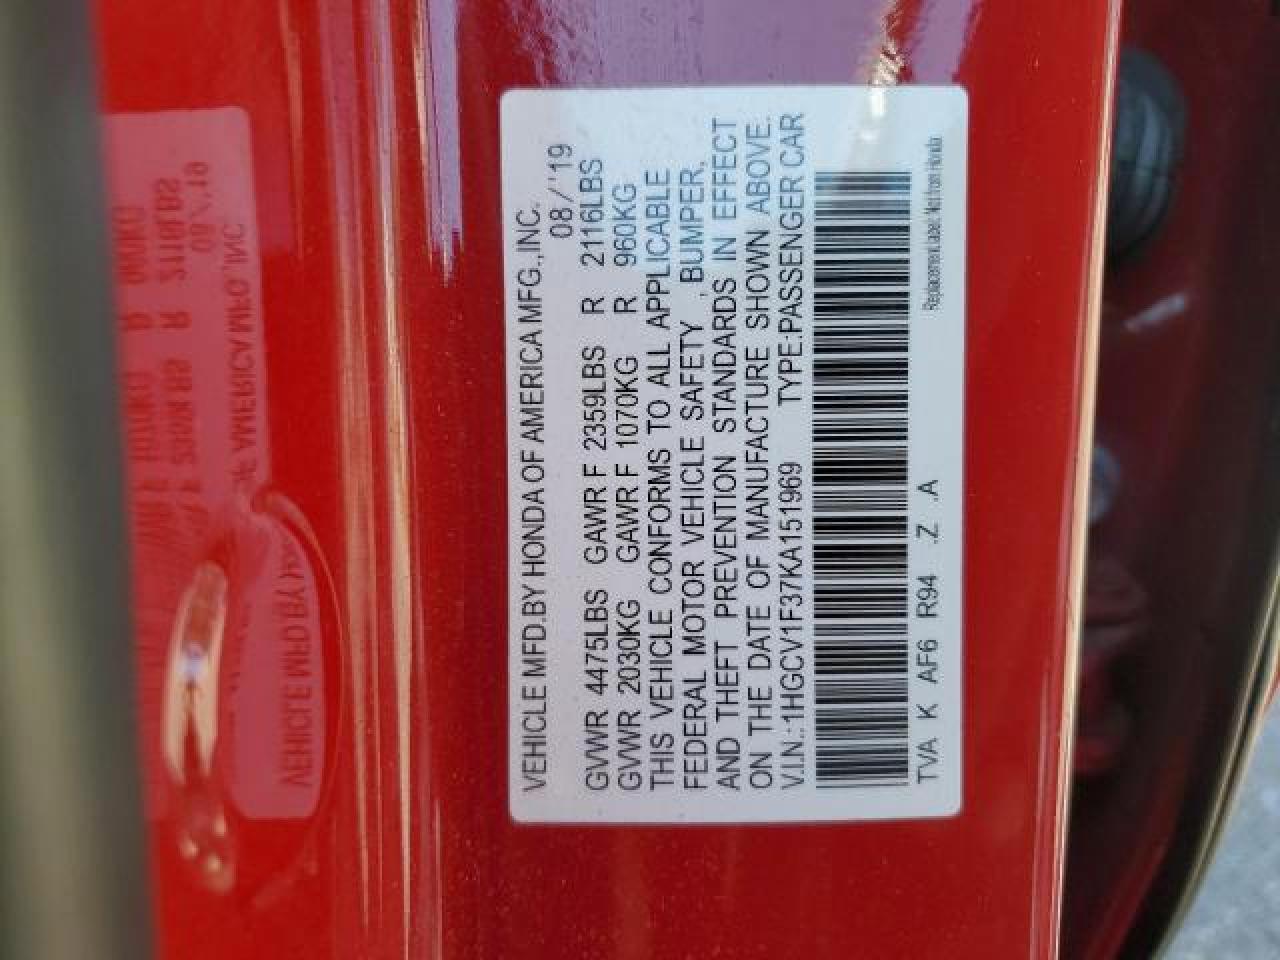 VEHICLE MFD.BY HONDA OF AMERICA MFG.,INC.
08/'19
GVWR 4475LBS GAWR F 2359LBS R 2116LBS
GVWR 2030KG GAWR F 1070KG R 960KG
THIS VEHICLE CONFORMS TO ALL APPLICABLE
FEDERAL MOTOR VEHICLE SAFETY , BUMPER,
AND THEFT PREVENTION STANDARDS IN EFFECT
ON THE DATE OF MANUFACTURE SHOWN ABOVE.
V.I.N.:1HGCV1F37KA151969 TYPE:PASSENGER CAR
TVA K AF6 R94 .Z .A
Replacement label: Not from Honda